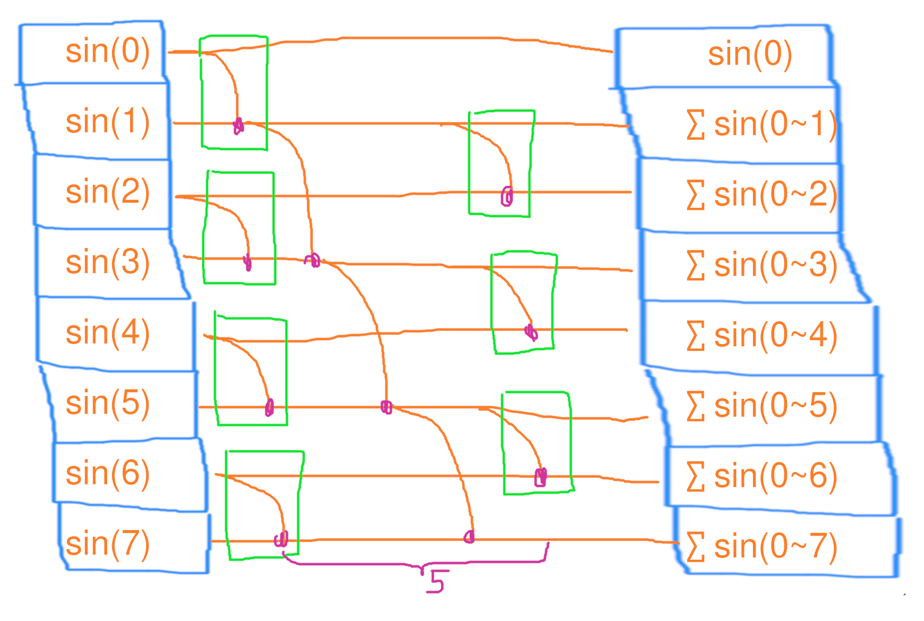 sin(0) sin(0)
sin(1) ∑ sin(0~1)
sin(2) ∑ sin(0~2)
sin(3) ∑ sin(0~3)
sin(4) ∑ sin(0~4)
sin(5) ∑ sin(0~5)
sin(6) ∑ sin(0~6)
sin(7) ∑ sin(0~7)
5